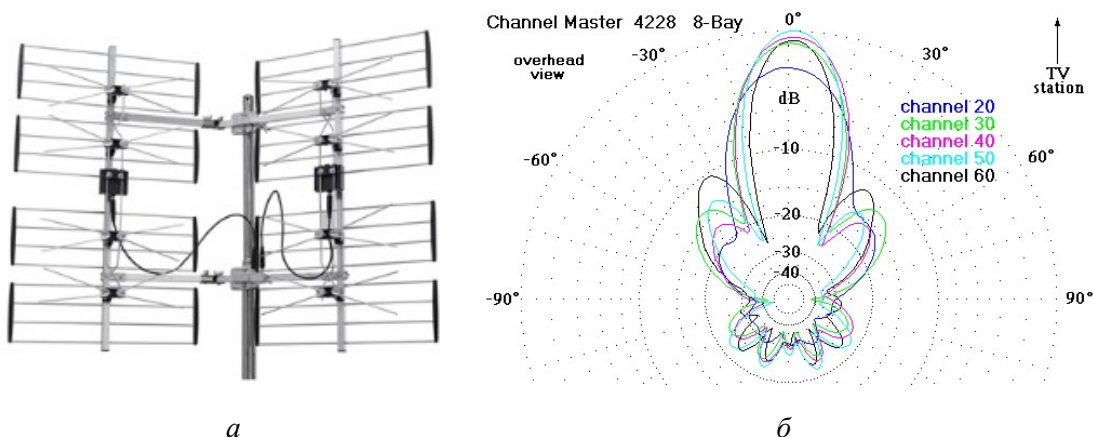 Channel Master 4228 8-Bay
0°
-30°
30°
overhead
view
TV
station
dB
channel 20
channel 30
channel 40
channel 50
channel 60
-10
-60°
60°
-20
-30
-40
-90°
90°
а
б